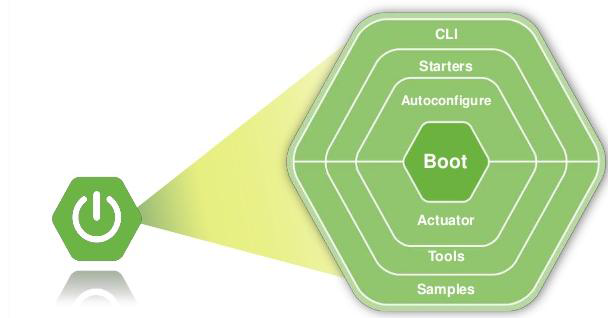 CLI
Starters
Autoconfigure
Boot
Actuator
Tools
Samples